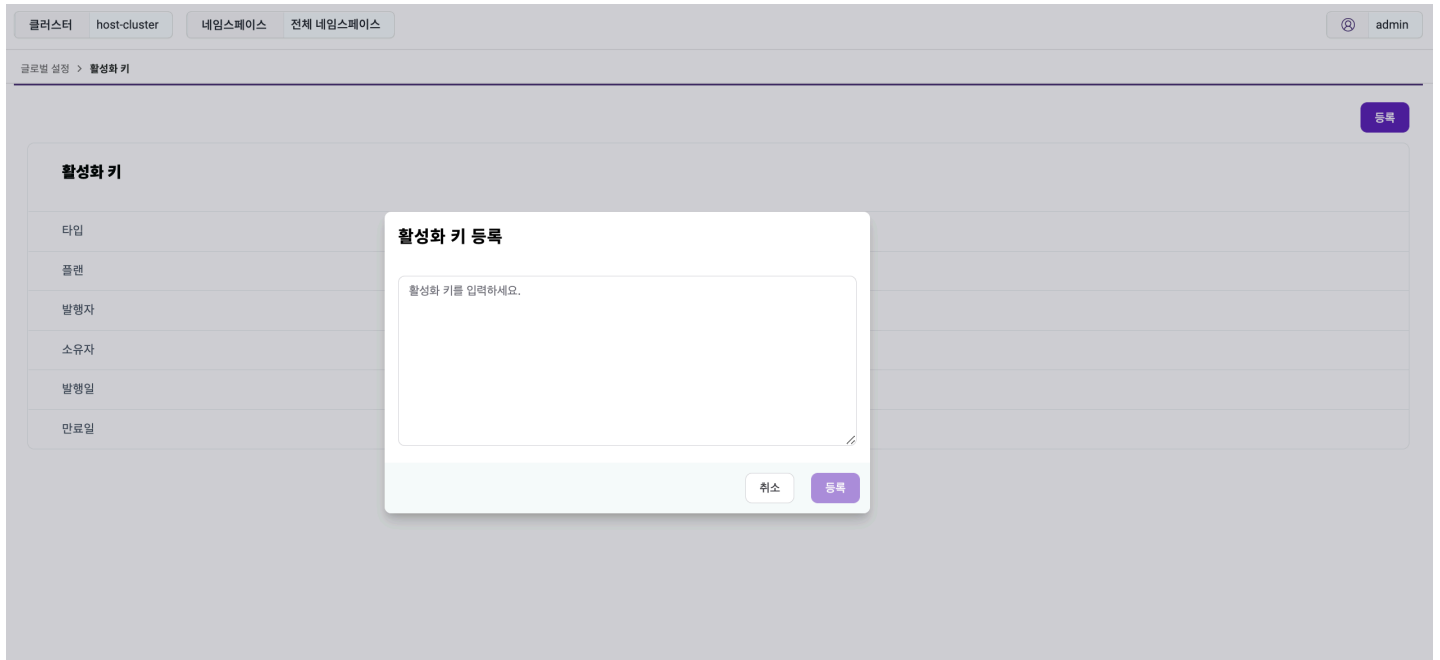 클러스터 host-cluster 네임스페이스 전체 네임스페이스 admin
글로벌 설정 > 활성화 키
등록
활성화 키
타입
플랜
발행자
소유자
발행일
만료일
활성화 키 등록
활성화 키를 입력하세요.
취소 등록